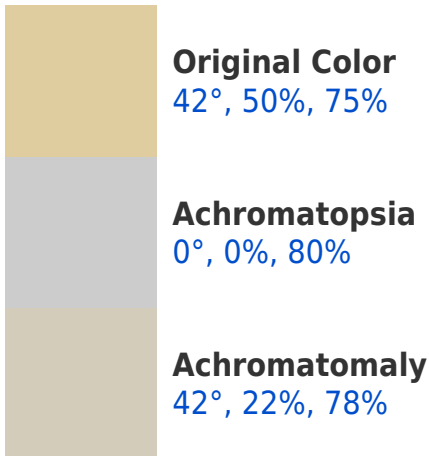 Original Color
42°, 50%, 75%
Achromatopsia
0°, 0%, 80%
Achromatomaly
42°, 22%, 78%